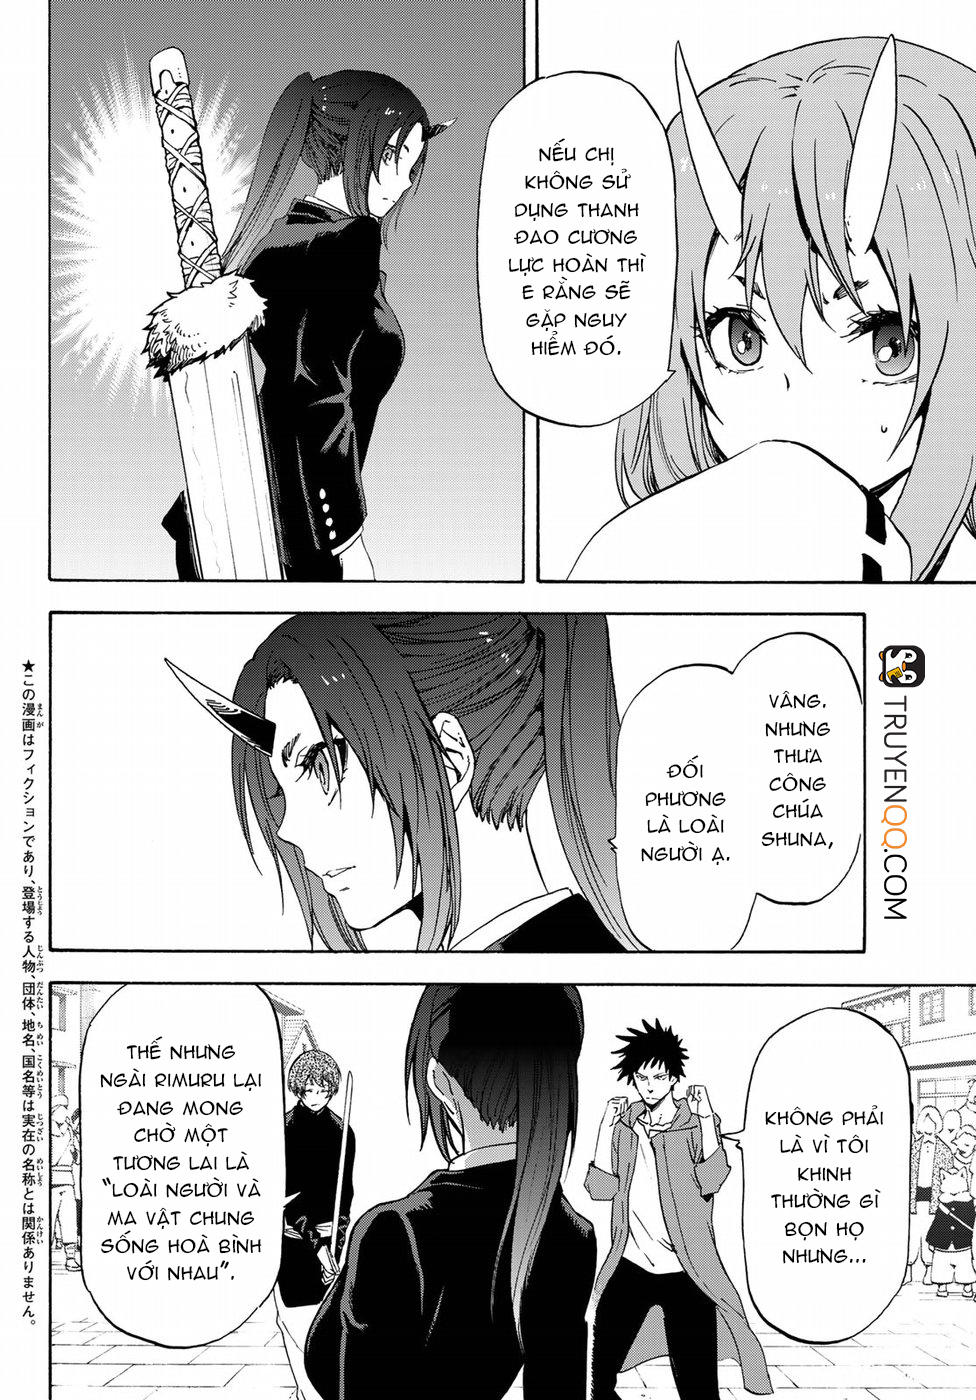 NẾU CHỊ
KHÔNG SỬ
DỤNG THANH
ĐAO CƯƠNG
LỰC HOÀN THÌ
E RẰNG SẼ
GẶP NGUY
HIỂM ĐÓ.
VÂNG.
NHƯNG
THƯA
CÔNG
CHÚA
SHUNA,
ĐỐI
PHƯƠNG
LÀ LOÀI
NGƯỜI Ạ.
KHÔNG PHẢI
LÀ VÌ TÔI
KHINH
THƯỜNG GÌ
BỌN HỌ
NHƯNG...
THẾ NHƯNG
NGÀI RIMURU LẠI
ĐANG MONG
CHỜ MỘT
TƯƠNG LAI LÀ
"LOÀI NGƯỜI VÀ
MA VẬT CHUNG
SỐNG HOÀ BÌNH
VỚI NHAU".
TRUYENQQ.COM
★この漫画はフィクションであり、登場する人物、団体、地名、国名等は実在の名称とは関係ありません。